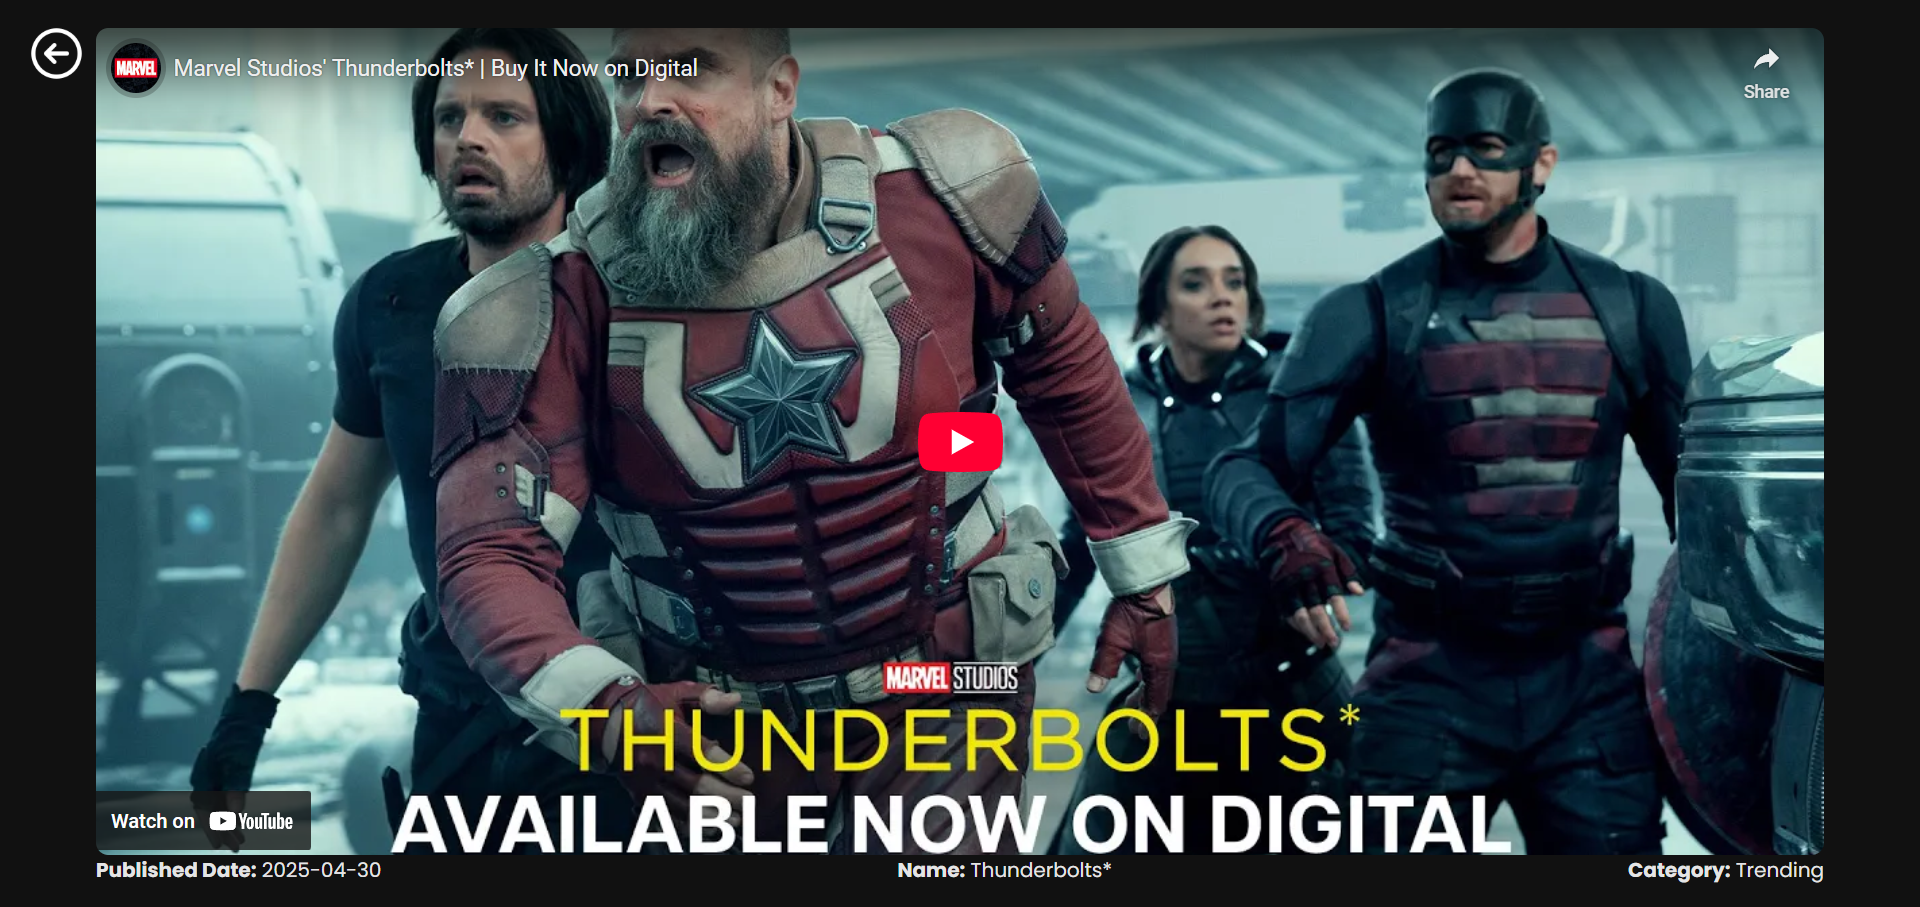 MARVEL
Marvel Studios' Thunderbolts* | Buy It Now on Digital
Share
MARVEL STUDIOS
THUNDERBOLTS*
AVAILABLE NOW ON DIGITAL
Watch on YouTube
Published Date: 2025-04-30
Name: Thunderbolts*
Category: Trending